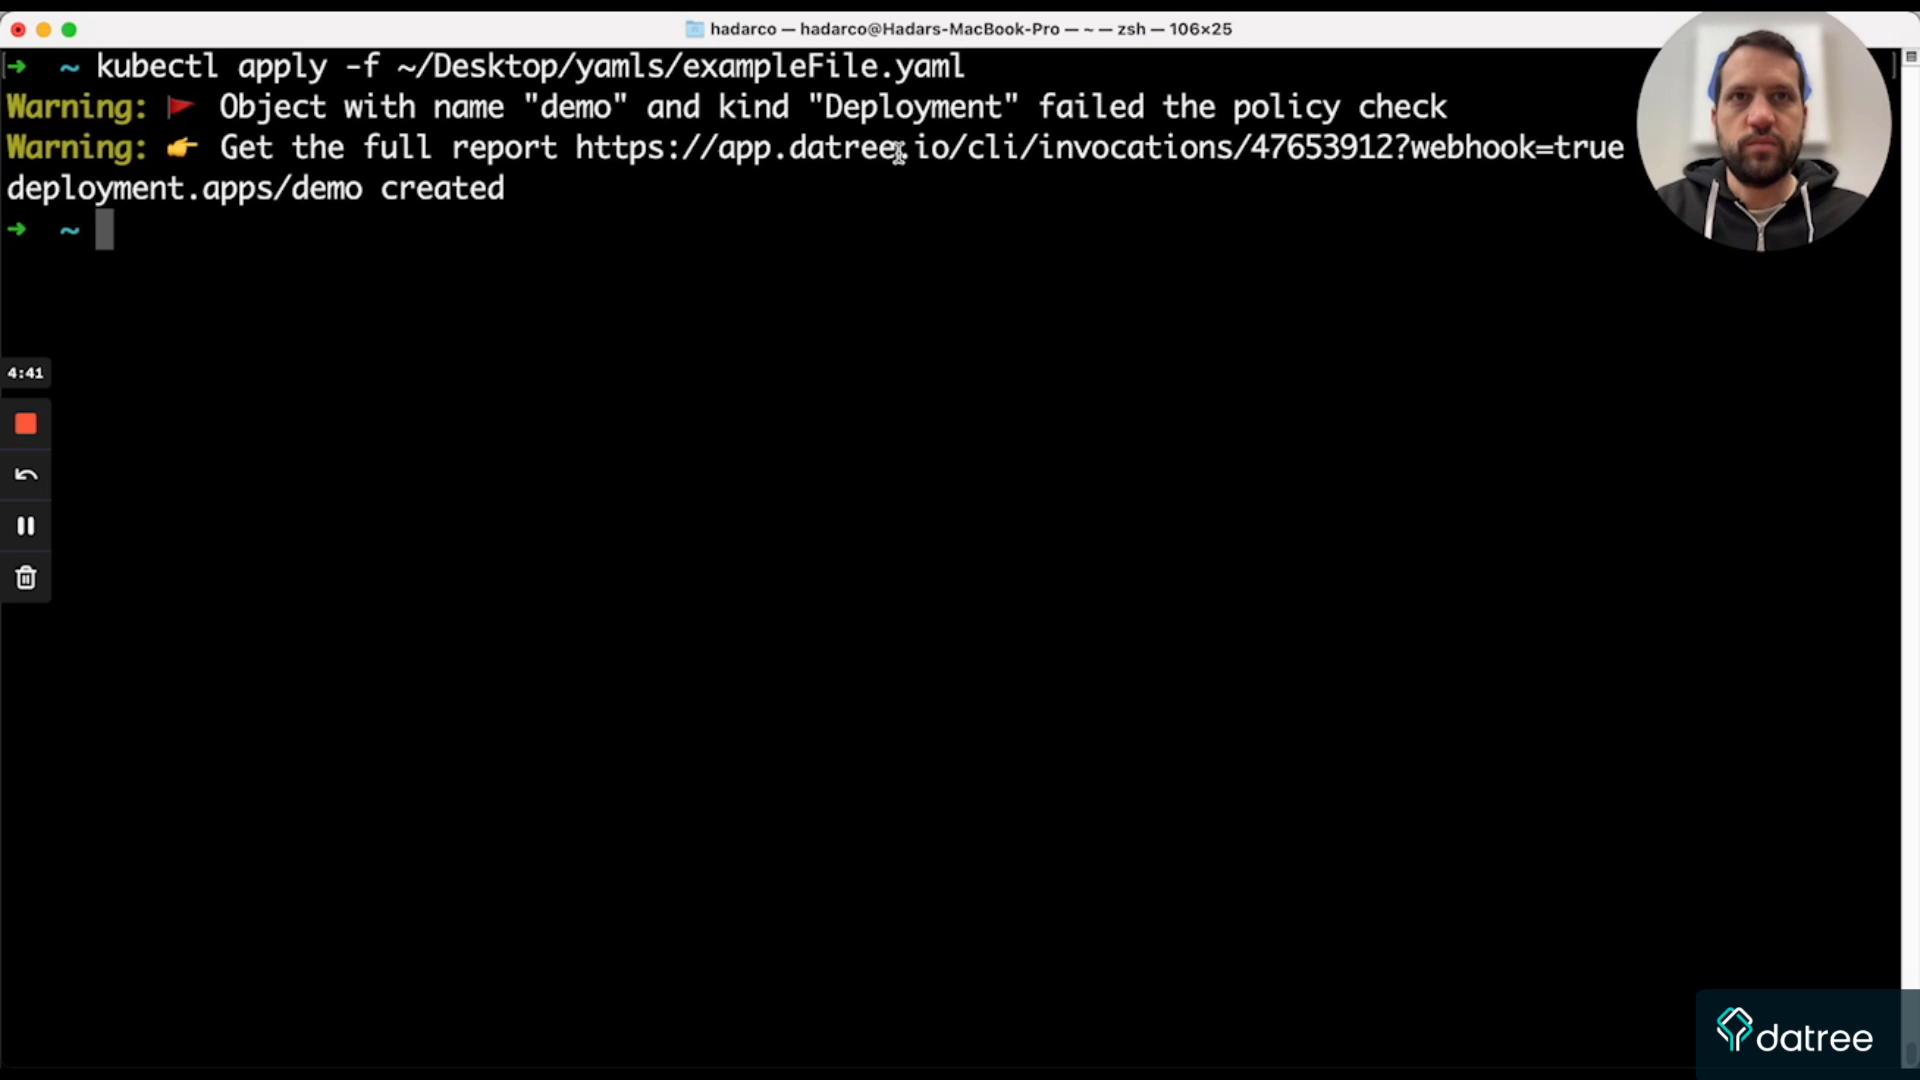 hadarco — hadarco@Hadars-MacBook-Pro — ~ — zsh — 106×25
➜ ~ kubectl apply -f ~/Desktop/yamls/exampleFile.yaml
Warning: 🚩 Object with name "demo" and kind "Deployment" failed the policy check
Warning: 👉 Get the full report https://app.datree.io/cli/invocations/47653912?webhook=true
deployment.apps/demo created
➜ ~
4:41
datree